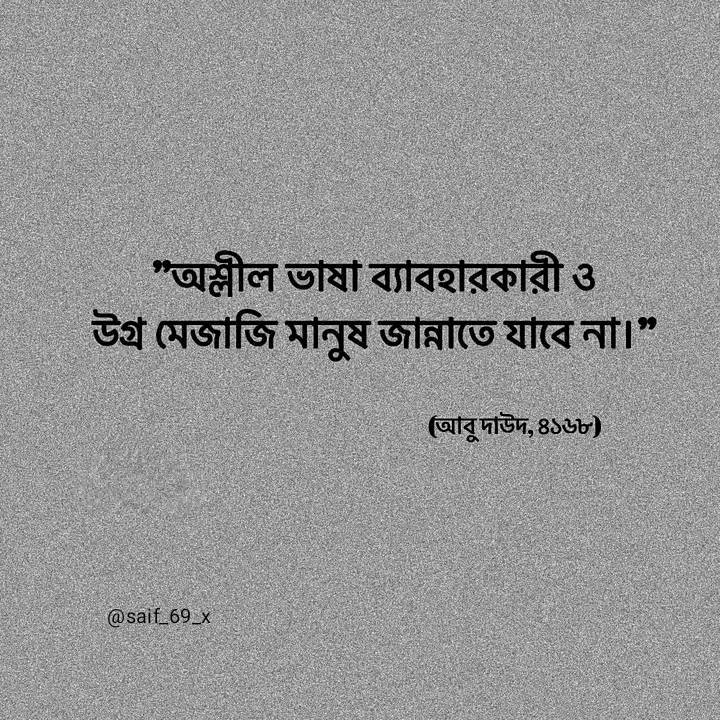 ”অশ্লীল ভাষা ব্যাবহারকারী ও
উগ্র মেজাজি মানুষ জান্নাতে যাবে না।”
(আবু দাউদ, ৪১৬৮)
@saif_69_x